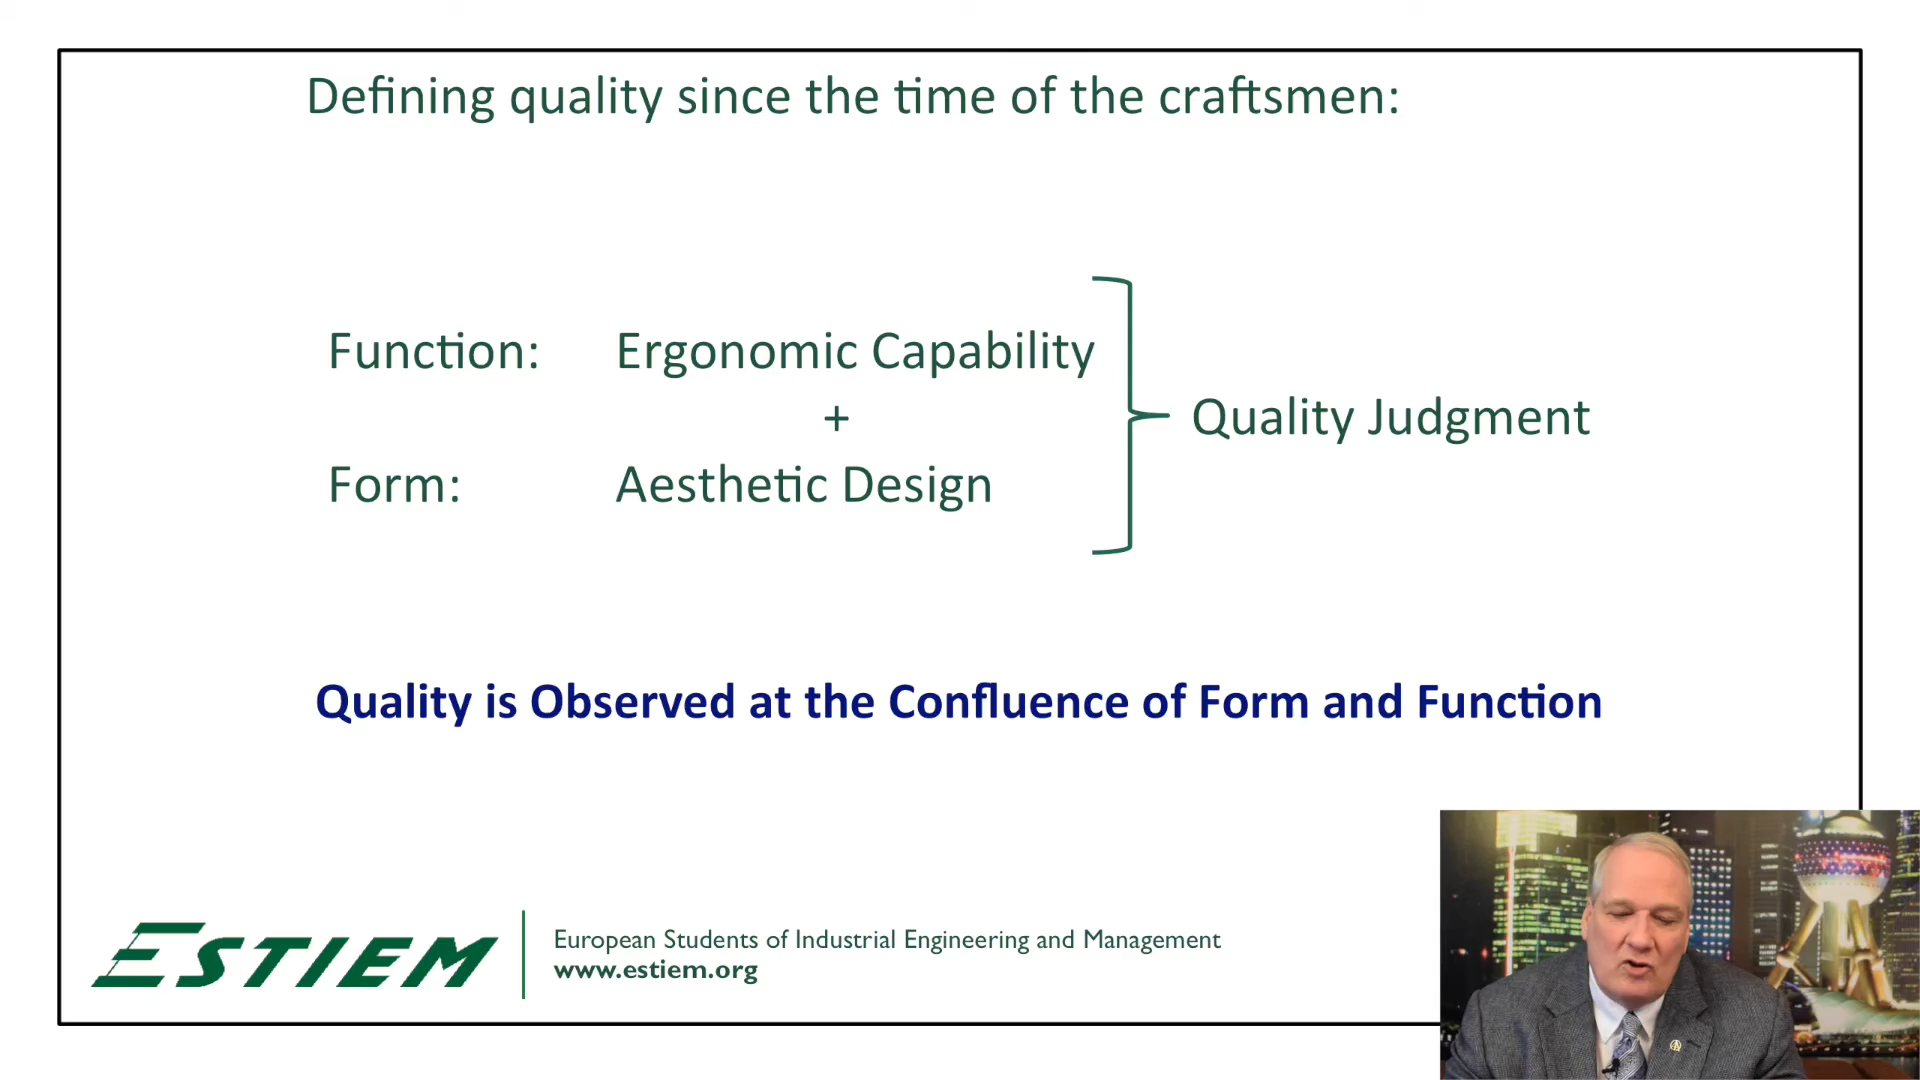 Defining quality since the time of the craftsmen:
Function: Ergonomic Capability
+
Form: Aesthetic Design
Quality Judgment
Quality is Observed at the Confluence of Form and Function
ESTIEM
European Students of Industrial Engineering and Management
www.estiem.org